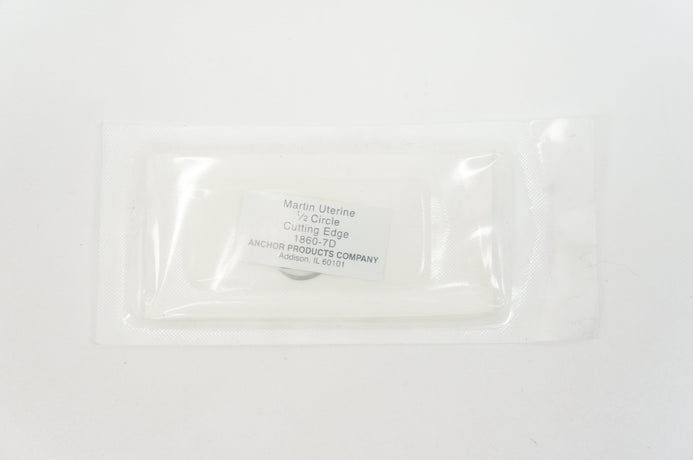 Martin Uterine
½ Circle
Cutting Edge
1860-7D
ANCHOR PRODUCTS COMPANY
Addison, IL 60101